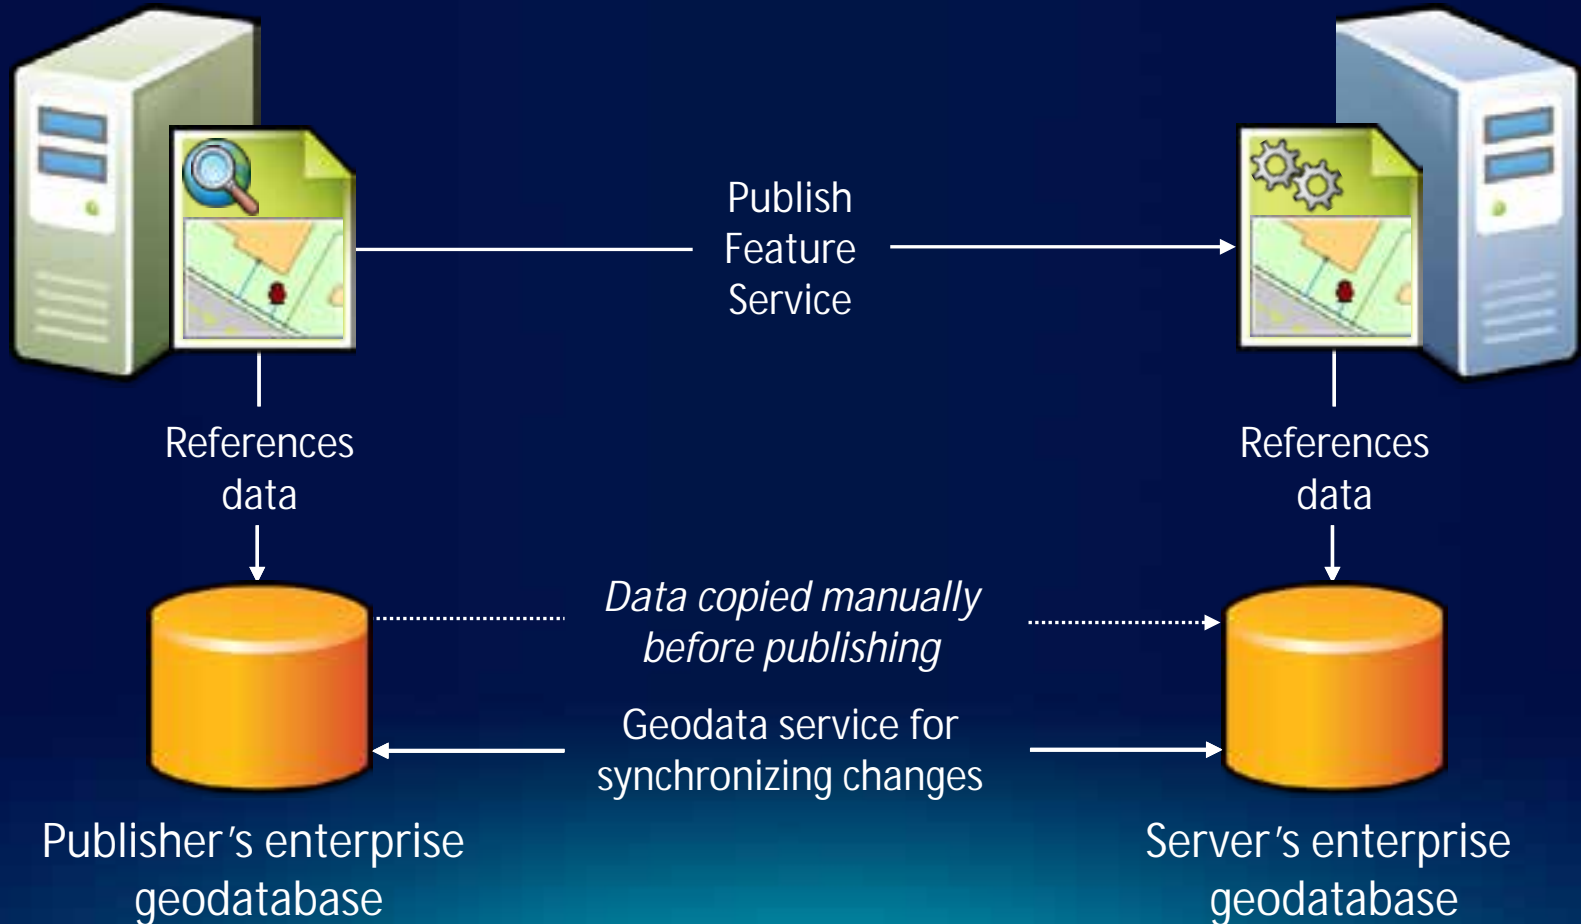 Publish
Feature
Service
References
data
References
data
Data copied manually
before publishing
Geodata service for
synchronizing changes
Publisher’s enterprise
geodatabase
Server’s enterprise
geodatabase